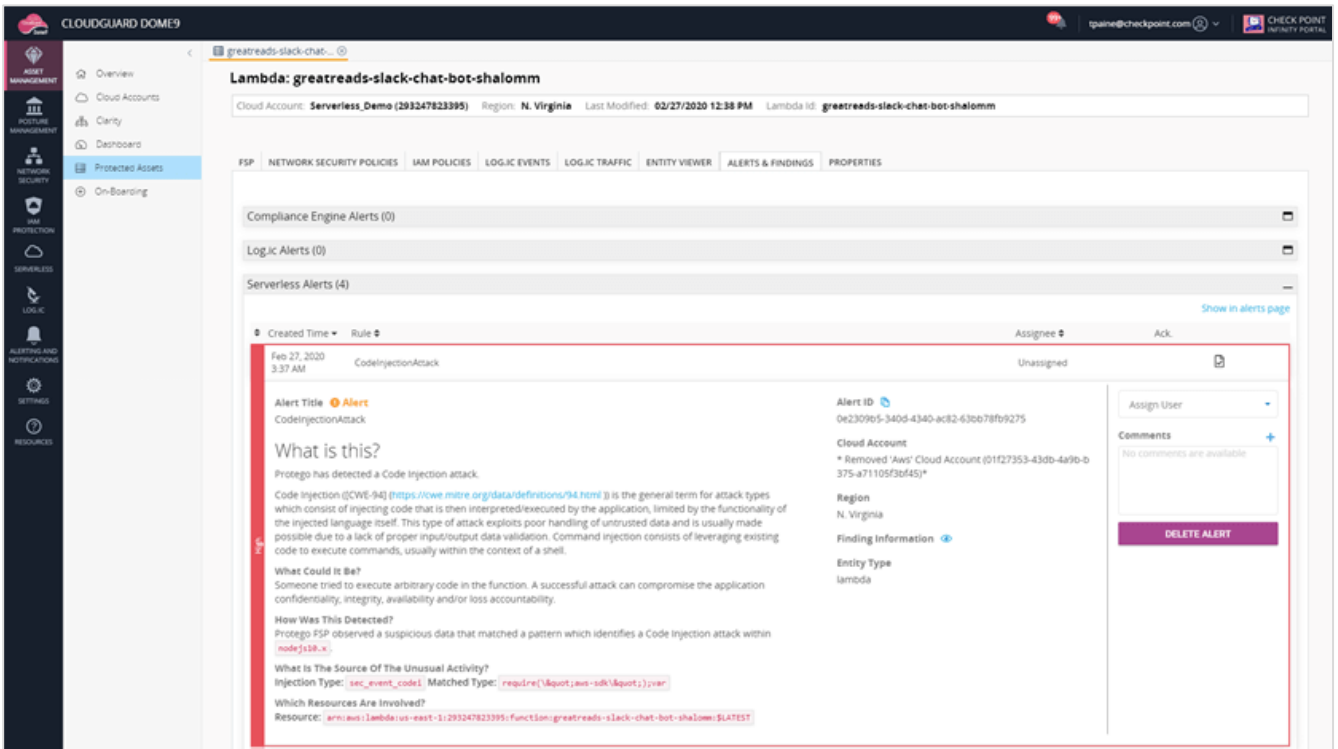 CLOUDGUARD DOME9
99+
tpaine@checkpoint.com
CHECK POINT
INFINITY PORTAL
ASSET
MANAGEMENT
POSTURE
MANAGEMENT
NETWORK
SECURITY
IAM
PROTECTION
SERVERLESS
LOG.IC
ALERTING AND
NOTIFICATIONS
SETTINGS
RESOURCES
Overview
Cloud Accounts
Clarity
Dashboard
Protected Assets
On-Boarding
greatreads-slack-chat-...
Lambda: greatreads-slack-chat-bot-shalomm
Cloud Account: Serverless_Demo (293247823395) Region: N. Virginia Last Modified: 02/27/2020 12:38 PM Lambda Id: greatreads-slack-chat-bot-shalomm
FSP NETWORK SECURITY POLICIES IAM POLICIES LOG.IC EVENTS LOG.IC TRAFFIC ENTITY VIEWER ALERTS & FINDINGS PROPERTIES
Compliance Engine Alerts (0)
Log.ic Alerts (0)
Serverless Alerts (4)
Show in alerts page
Created Time Rule Assignee Ack.
Feb 27, 2020
3:37 AM
CodeInjectionAttack Unassigned
High
Alert Title Alert
CodeInjectionAttack
What is this?
Protego has detected a Code Injection attack.
Code Injection ([CWE-94] (https://cwe.mitre.org/data/definitions/94.html )) is the general term for attack types
which consist of injecting code that is then interpreted/executed by the application, limited by the functionality of
the injected language itself. This type of attack exploits poor handling of untrusted data and is usually made
possible due to a lack of proper input/output data validation. Command injection consists of leveraging existing
code to execute commands, usually within the context of a shell.
What Could It Be?
Someone tried to execute arbitrary code in the function. A successful attack can compromise the application
confidentiality, integrity, availability and/or loss accountability.
How Was This Detected?
Protego FSP observed a suspicious data that matched a pattern which identifies a Code Injection attack within
nodejs10.x .
What Is The Source Of The Unusual Activity?
Injection Type: sec_event_codei Matched Type: require(\&quot;aws-sdk\&quot;);var
Which Resources Are Involved?
Resource: arn:aws:lambda:us-east-1:293247823395:function:greatreads-slack-chat-bot-shalomm:$LATEST
Alert ID
0e2309b5-340d-4340-ac82-63bb78fb9275
Cloud Account
* Removed 'Aws' Cloud Account (01f27353-43db-4a9b-b
375-a71105f3bf45)*
Region
N. Virginia
Finding Information
Entity Type
lambda
Assign User
Comments +
No comments are available
DELETE ALERT